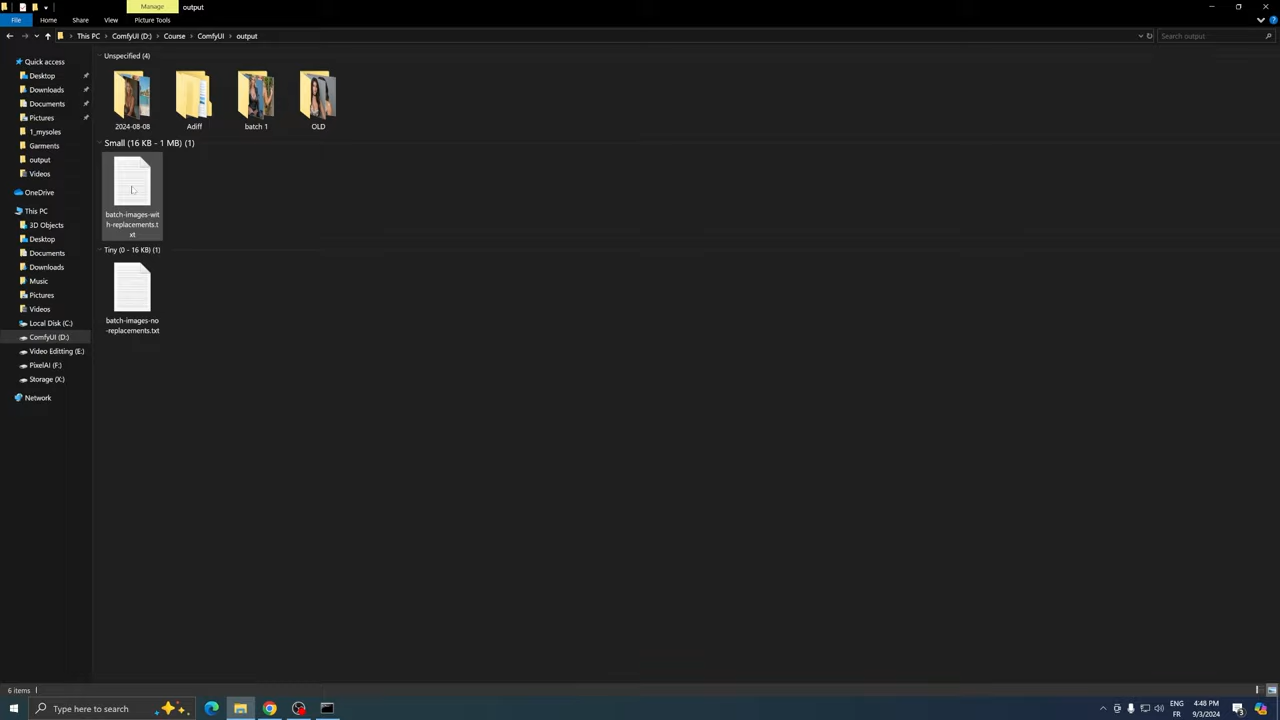 Manage
output
File
Home
Share
View
Picture Tools
This PC
ComfyUI (D:)
Course
ComfyUI
output
Search output
Quick access
Desktop
Downloads
Documents
Pictures
1_mysoles
Garments
output
Videos
OneDrive
This PC
3D Objects
Desktop
Documents
Downloads
Music
Pictures
Videos
Local Disk (C:)
ComfyUI (D:)
Video Editting (E:)
PixelAI (F:)
Storage (X:)
Network
Unspecified (4)
2024-08-08
Adiff
batch 1
OLD
Small (16 KB - 1 MB) (1)
batch-images-wit
h-replacements.t
xt
Tiny (0 - 16 KB) (1)
batch-images-no
-replacements.txt
6 items
Type here to search
ENG
FR
4:48 PM
9/3/2024
3